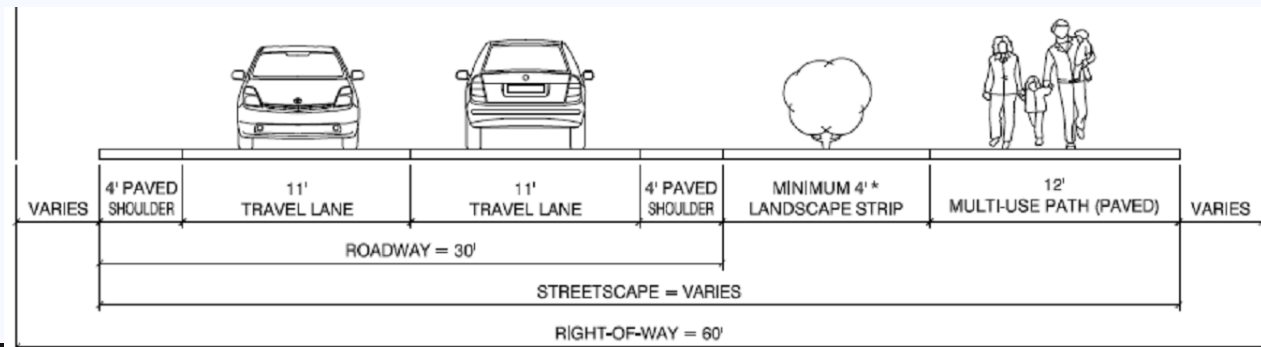 VARIES
4' PAVED
SHOULDER
11'
TRAVEL LANE
11'
TRAVEL LANE
4' PAVED
SHOULDER
MINIMUM 4' *
LANDSCAPE STRIP
12'
MULTI-USE PATH (PAVED)
VARIES
ROADWAY = 30'
STREETSCAPE = VARIES
RIGHT-OF-WAY = 60'